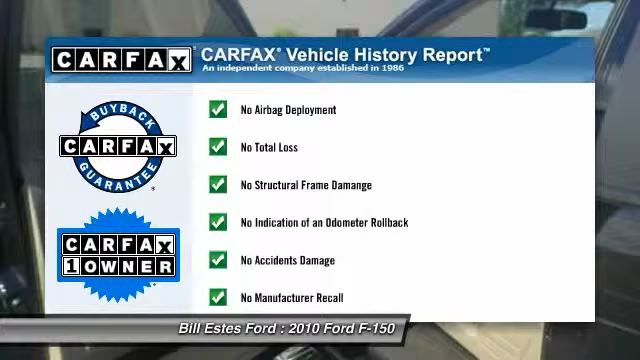 CARFAX® CARFAX® Vehicle History Report™
An independent company established in 1986
BUYBACK
CARFAX
GUARANTEE®
No Airbag Deployment
No Total Loss
No Structural Frame Damange
No Indication of an Odometer Rollback
No Accidents Damage
No Manufacturer Recall
CARFAX
1 OWNER®
Bill Estes Ford : 2010 Ford F-150